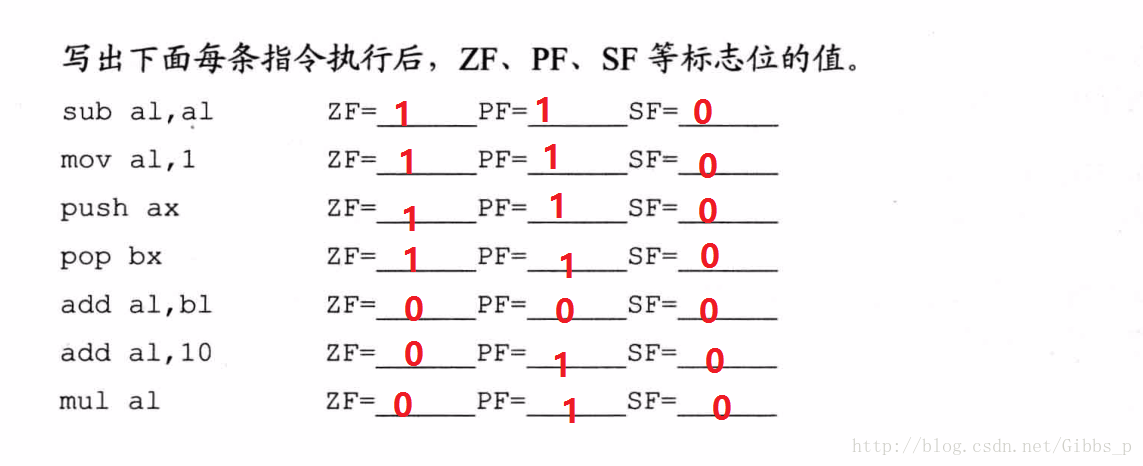 写出下面每条指令执行后，ZF、PF、SF 等标志位的值。
sub al,al ZF=1 PF=1 SF=0
mov al,1 ZF=1 PF=1 SF=0
push ax ZF=1 PF=1 SF=0
pop bx ZF=1 PF=1 SF=0
add al,bl ZF=0 PF=0 SF=0
add al,10 ZF=0 PF=1 SF=0
mul al ZF=0 PF=1 SF=0
http://blog.csdn.net/Gibbs_p